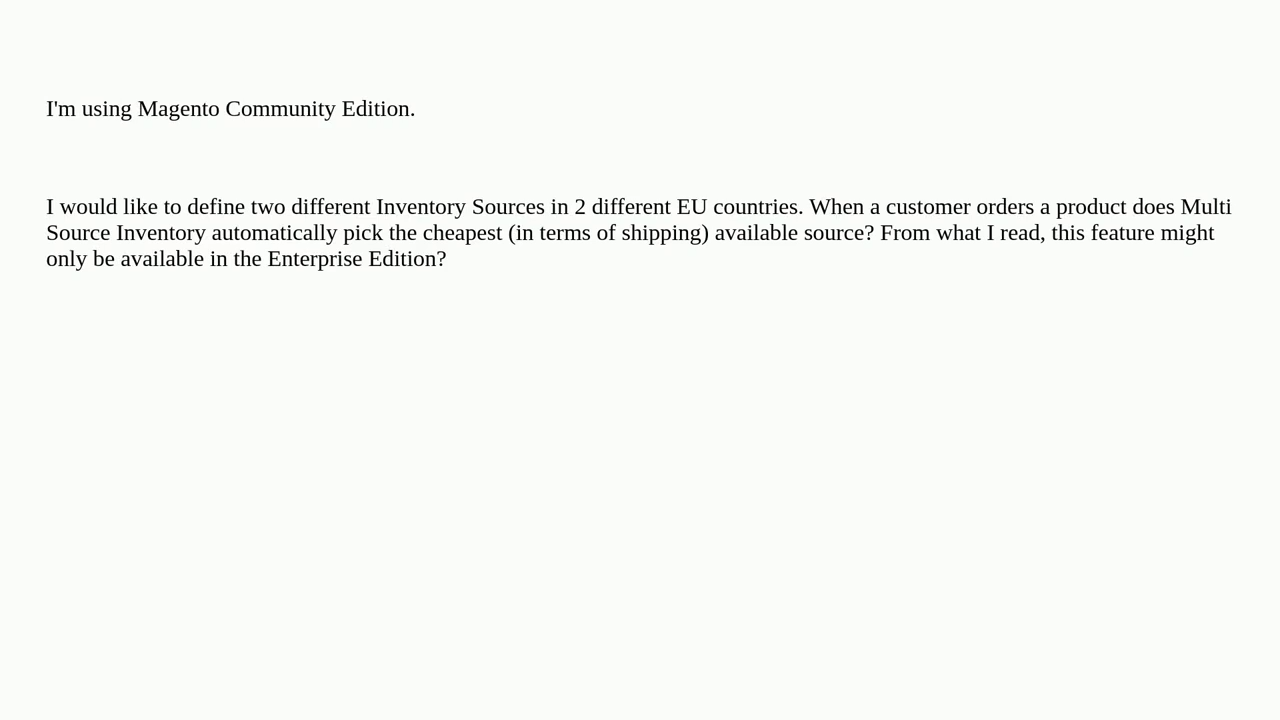 I'm using Magento Community Edition.
I would like to define two different Inventory Sources in 2 different EU countries. When a customer orders a product does Multi
Source Inventory automatically pick the cheapest (in terms of shipping) available source? From what I read, this feature might
only be available in the Enterprise Edition?